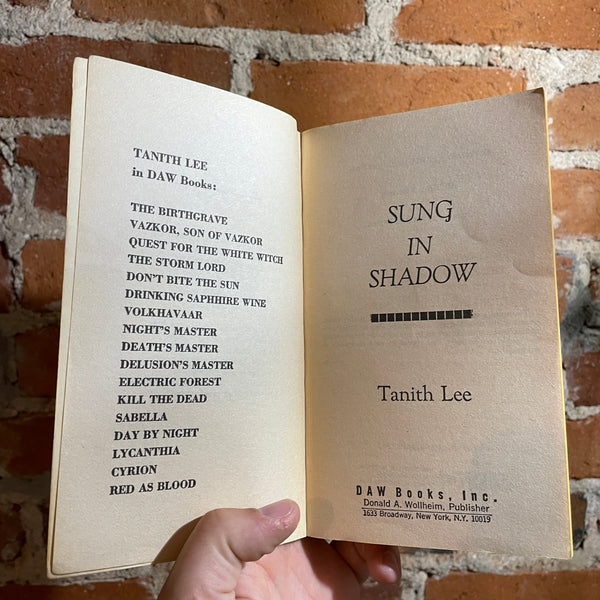 TANITH LEE
in DAW Books:
THE BIRTHGRAVE
VAZKOR, SON OF VAZKOR
QUEST FOR THE WHITE WITCH
THE STORM LORD
DON'T BITE THE SUN
DRINKING SAPHHIRE WINE
VOLKHAVAAR
NIGHT'S MASTER
DEATH'S MASTER
DELUSION'S MASTER
ELECTRIC FOREST
KILL THE DEAD
SABELLA
DAY BY NIGHT
LYCANTHIA
CYRION
RED AS BLOOD
SUNG
IN
SHADOW
Tanith Lee
DAW Books, Inc.
Donald A. Wollheim, Publisher
1633 Broadway, New York, N.Y. 10019